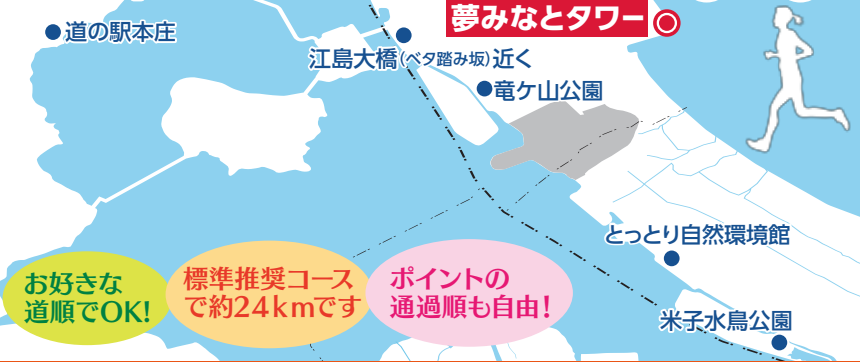 夢みなとタワー
道の駅本庄
江島大橋(ベタ踏み坂)近く
竜ケ山公園
とっとり自然環境館
米子水鳥公園
お好きな
道順でOK!
標準推奨コース
で約24kmです
ポイントの
通過順も自由!